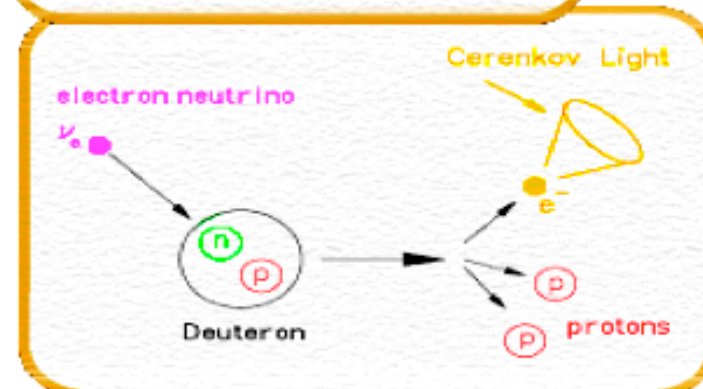 Cerenkov Light
electron neutrino
νe
e-
n
p
p
Deuteron
protons
p